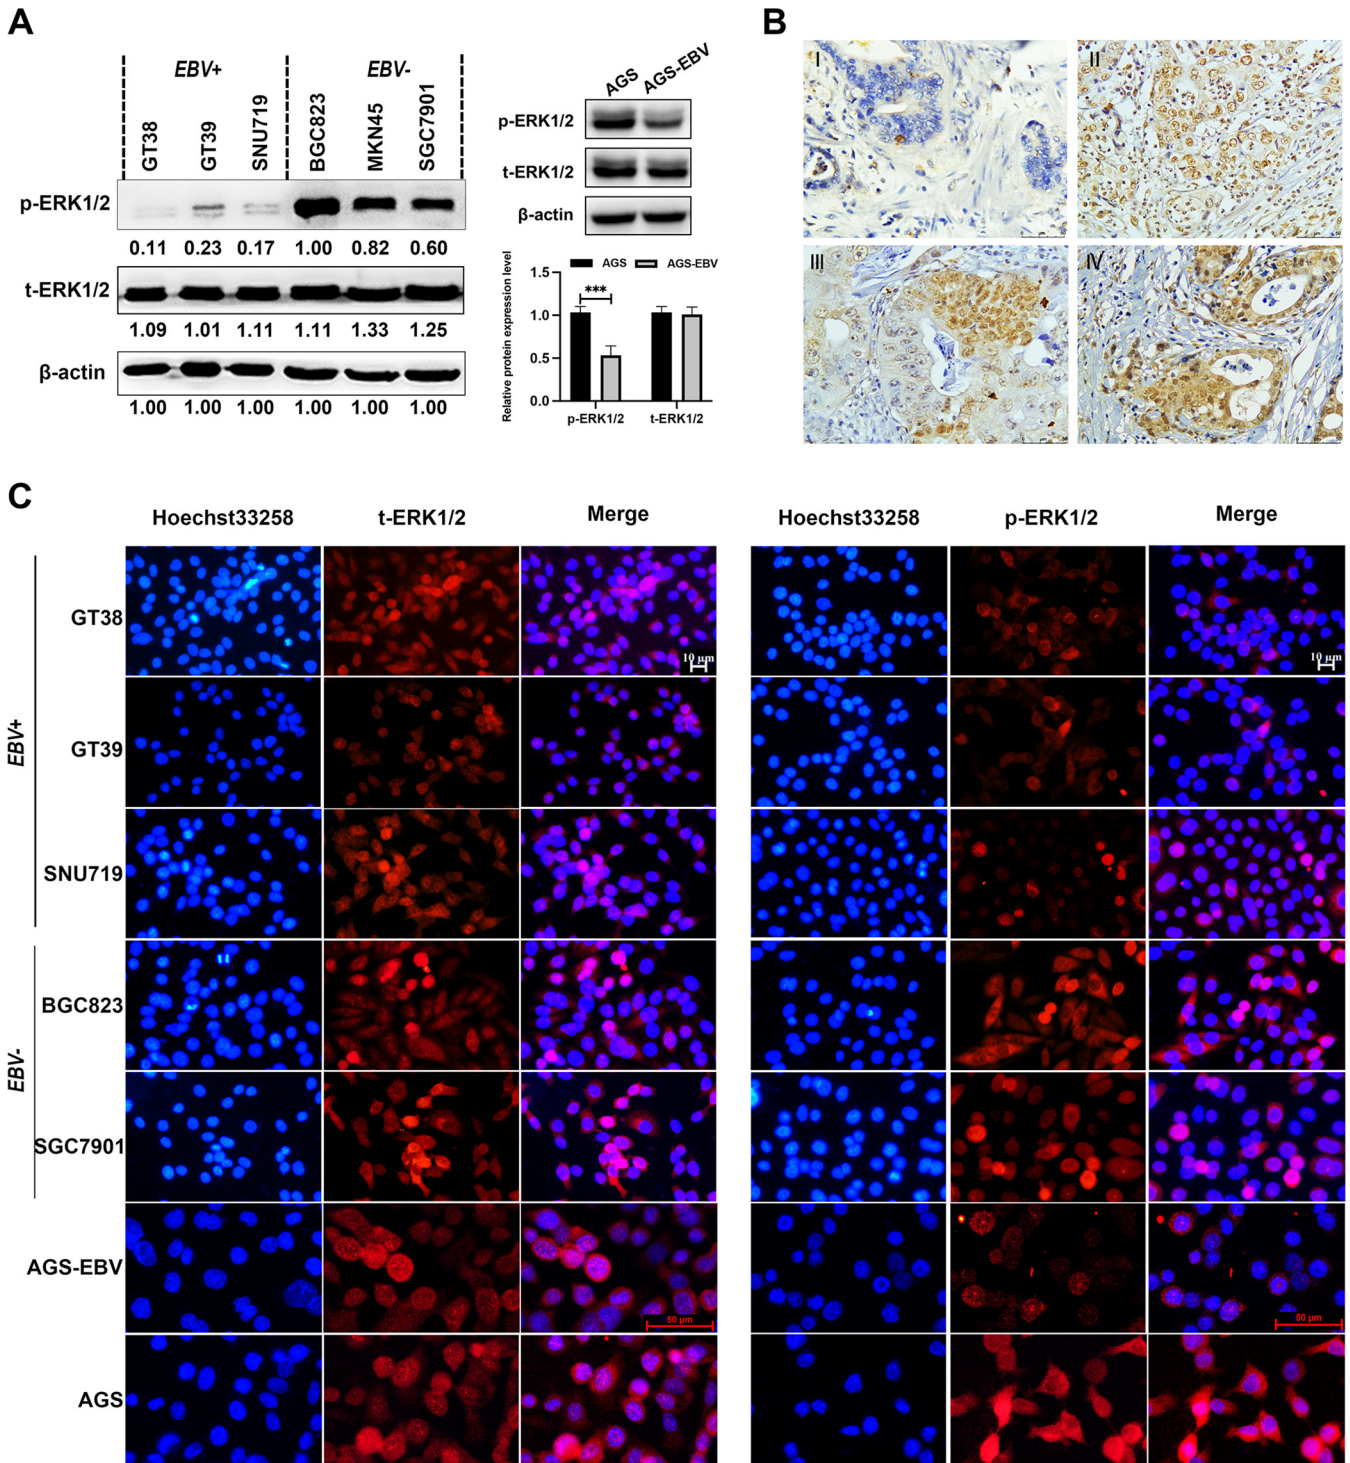 A
EBV+ EBV-
GT38 GT39 SNU719 BGC823 MKN45 SGC7901
p-ERK1/2
0.11 0.23 0.17 1.00 0.82 0.60
t-ERK1/2
1.09 1.01 1.11 1.11 1.33 1.25
β-actin
1.00 1.00 1.00 1.00 1.00 1.00
AGS AGS-EBV
p-ERK1/2
t-ERK1/2
β-actin
AGS AGS-EBV
Relative protein expression level
1.5
1.0
0.5
0.0
***
p-ERK1/2 t-ERK1/2
B
I II
III IV
C
Hoechst33258 t-ERK1/2 Merge Hoechst33258 p-ERK1/2 Merge
EBV+
GT38
10 μm 10 μm
GT39
SNU719
EBV-
BGC823
SGC7901
AGS-EBV
50 μm 50 μm
AGS